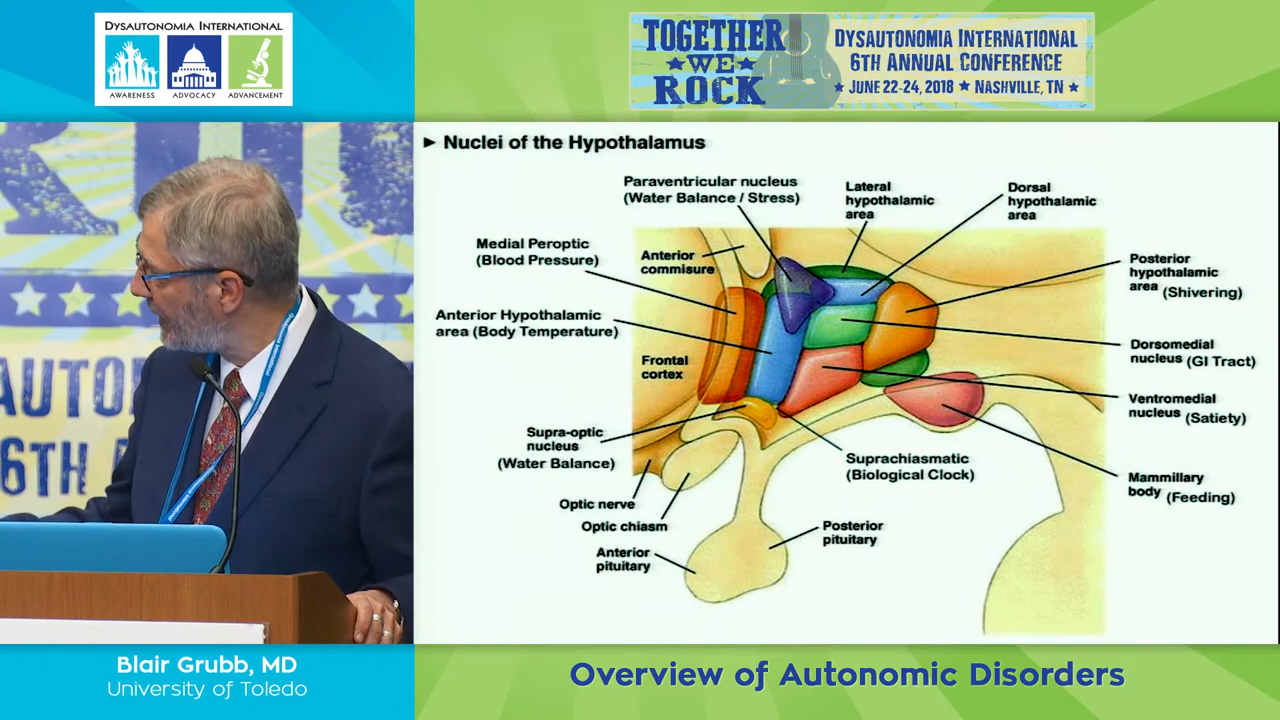 DYSAUTONOMIA INTERNATIONAL
AWARENESS
ADVOCACY
ADVANCEMENT
TOGETHER
WE
ROCK
DYSAUTONOMIA INTERNATIONAL
6TH ANNUAL CONFERENCE
JUNE 22-24, 2018 ★ NASHVILLE, TN ★
AUTO
6TH A
► Nuclei of the Hypothalamus
Paraventricular nucleus
(Water Balance / Stress)
Lateral
hypothalamic
area
Dorsal
hypothalamic
area
Medial Peroptic
(Blood Pressure)
Anterior
commisure
Posterior
hypothalamic
area (Shivering)
Anterior Hypothalamic
area (Body Temperature)
Frontal
cortex
Dorsomedial
nucleus (GI Tract)
Ventromedial
nucleus (Satiety)
Supra-optic
nucleus
(Water Balance)
Suprachiasmatic
(Biological Clock)
Mammillary
body (Feeding)
Optic nerve
Optic chiasm
Anterior
pituitary
Posterior
pituitary
Blair Grubb, MD
University of Toledo
Overview of Autonomic Disorders